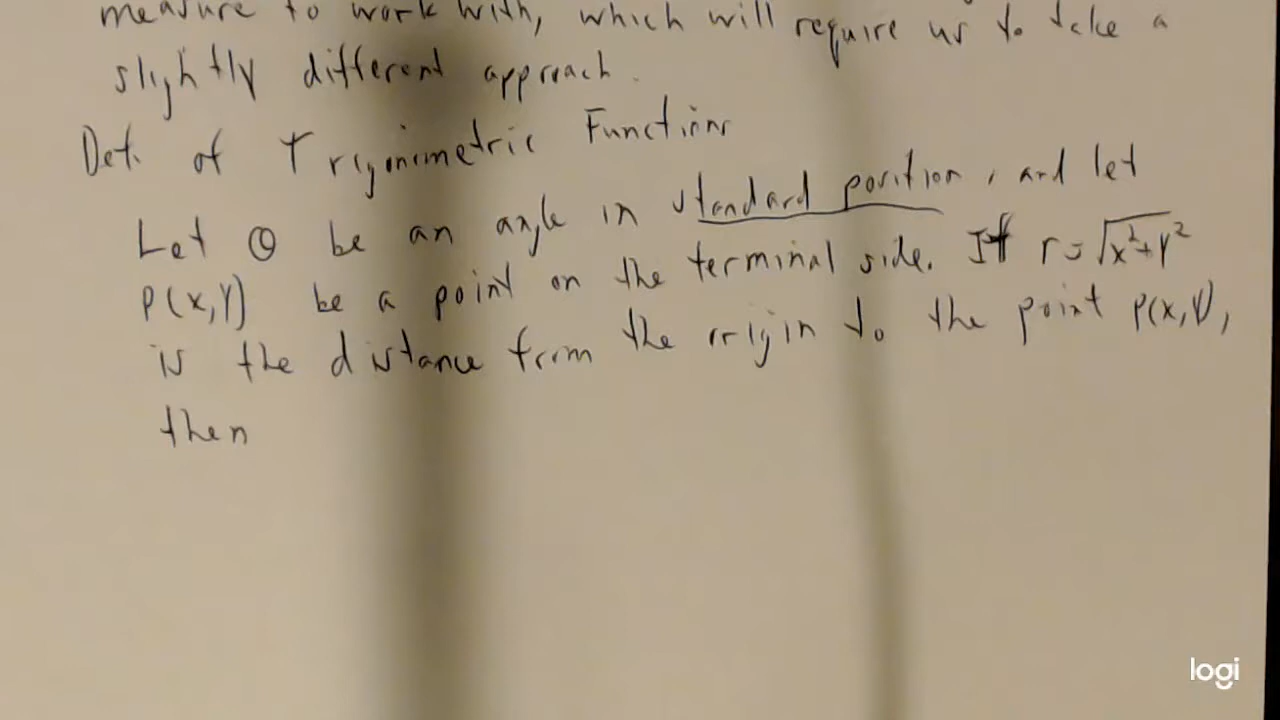 measure to work with, which will require us to take a
slightly different approach.
Def. of Trigonometric Functions
Let θ be an angle in standard position, and let
P(x,y) be a point on the terminal side. If r=√x²+y²
is the distance from the origin to the point P(x,y),
then
logi